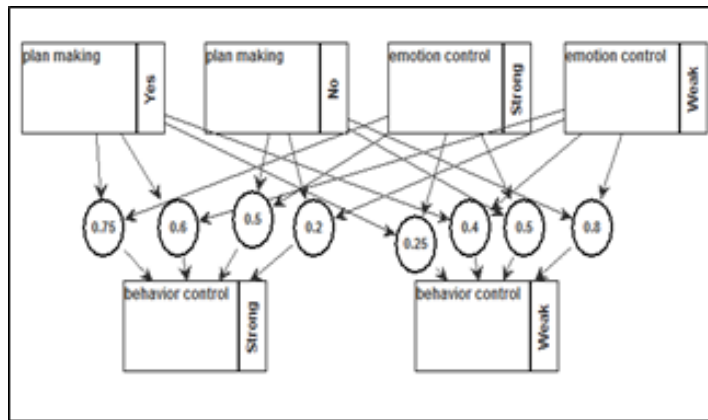 plan making
Yes
plan making
No
emotion control
Strong
emotion control
Weak
0.75
0.6
0.5
0.2
0.25
0.4
0.5
0.8
behavior control
Strong
behavior control
Weak